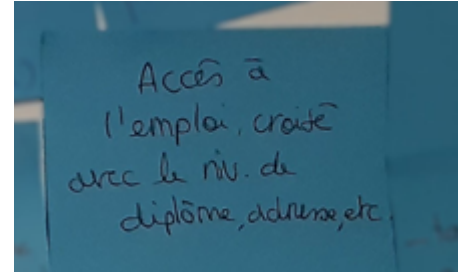 Accès à
l'emploi, croisé
avec le niv. de
diplôme, adresse, etc.